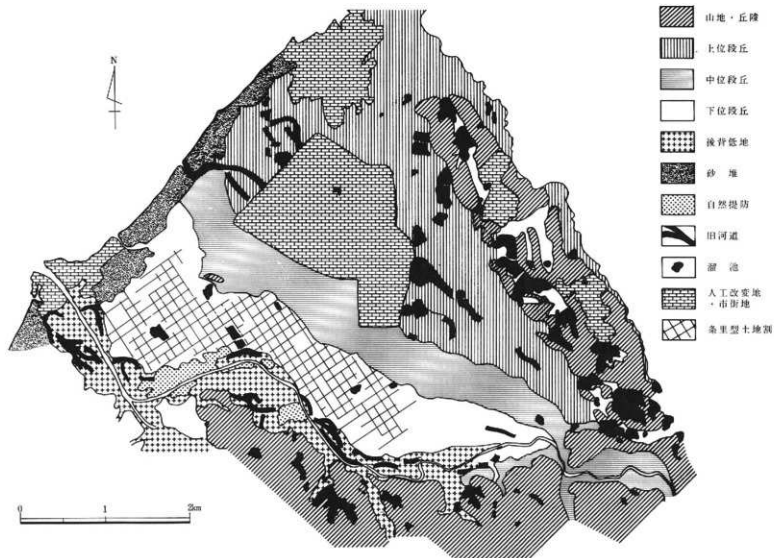 N
山地・丘陵
上位段丘
中位段丘
下位段丘
後背低地
砂堆
自然堤防
旧河道
溜池
人工改変地
・市街地
条里型土地割
0 1 2km